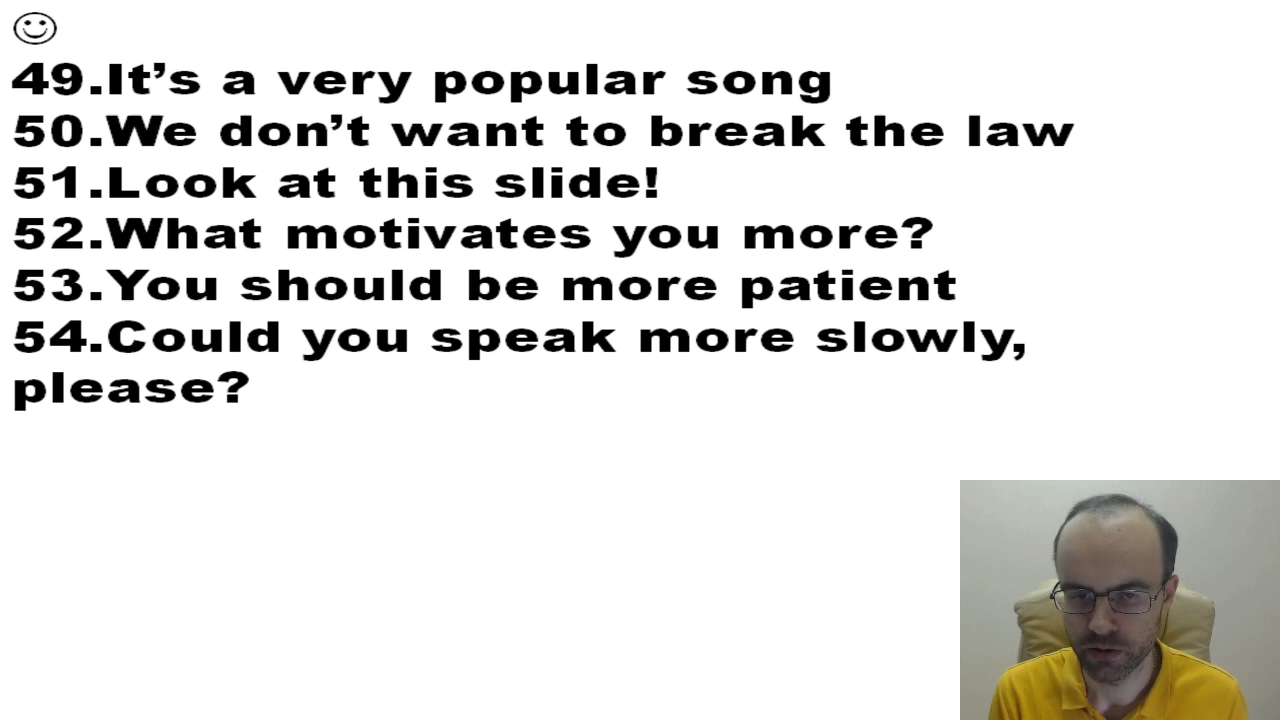 ☺
49.It’s a very popular song
50.We don’t want to break the law
51.Look at this slide!
52.What motivates you more?
53.You should be more patient
54.Could you speak more slowly,
please?